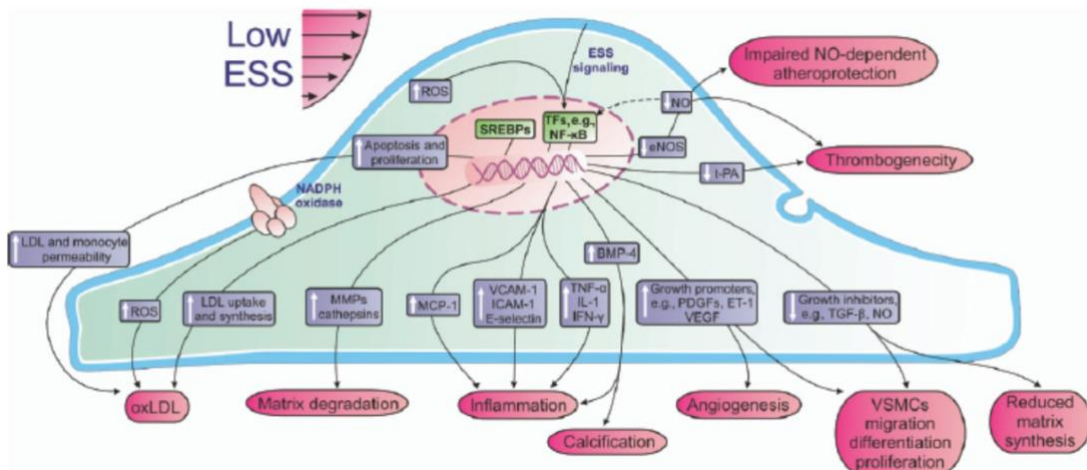 Low
ESS
ESS
signaling
Impaired NO-dependent
atheroprotection
ROS
NO
SREBPs
TFs, e.g.,
NF-κB
Apoptosis and
proliferation
eNOS
Thrombogenecity
t-PA
NADPH
oxidase
LDL and monocyte
permeability
BMP-4
ROS
LDL uptake
and synthesis
MMPs
cathepsins
MCP-1
VCAM-1
ICAM-1
E-selectin
TNF-α
IL-1
IFN-γ
Growth promoters,
e.g., PDGFs, ET-1
VEGF
Growth inhibitors,
e.g., TGF-β, NO
oxLDL
Matrix degradation
Inflammation
Calcification
Angiogenesis
VSMCs
migration
differentiation
proliferation
Reduced
matrix
synthesis